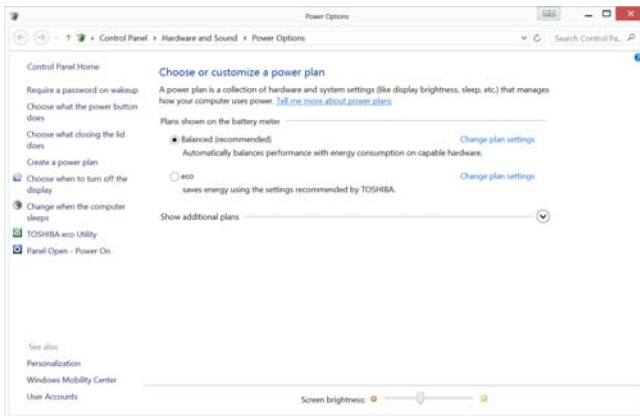 Power Options
Control Panel Hardware and Sound Power Options
Search Control Pa...
Control Panel Home
Require a password on wakeup
Choose what the power button
does
Choose what closing the lid
does
Create a power plan
Choose when to turn off the
display
Change when the computer
sleeps
TOSHIBA eco Utility
Panel Open - Power On
See also
Personalization
Windows Mobility Center
User Accounts
Choose or customize a power plan
A power plan is a collection of hardware and system settings (like display brightness, sleep, etc.) that manages
how your computer uses power. Tell me more about power plans
Plans shown on the battery meter
Balanced (recommended) Change plan settings
Automatically balances performance with energy consumption on capable hardware.
eco Change plan settings
saves energy using the settings recommended by TOSHIBA.
Show additional plans
Screen brightness: